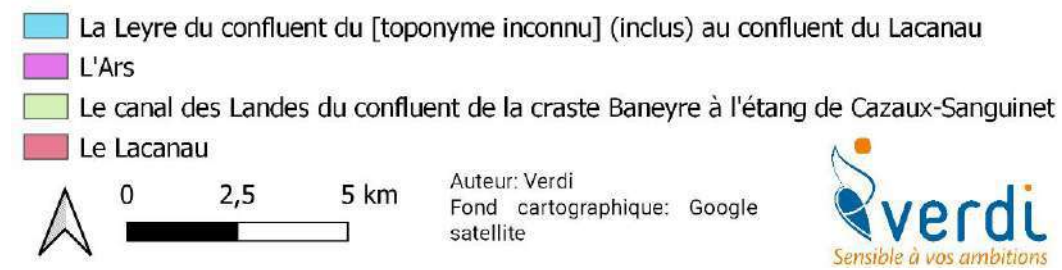 La Leyre du confluent du [toponyme inconnu] (inclus) au confluent du Lacanau
L'Ars
Le canal des Landes du confluent de la craste Baneyre à l'étang de Cazaux-Sanguinet
Le Lacanau
0 2,5 5 km
Auteur: Verdi
Fond cartographique: Google
satellite
verdi
Sensible à vos ambitions